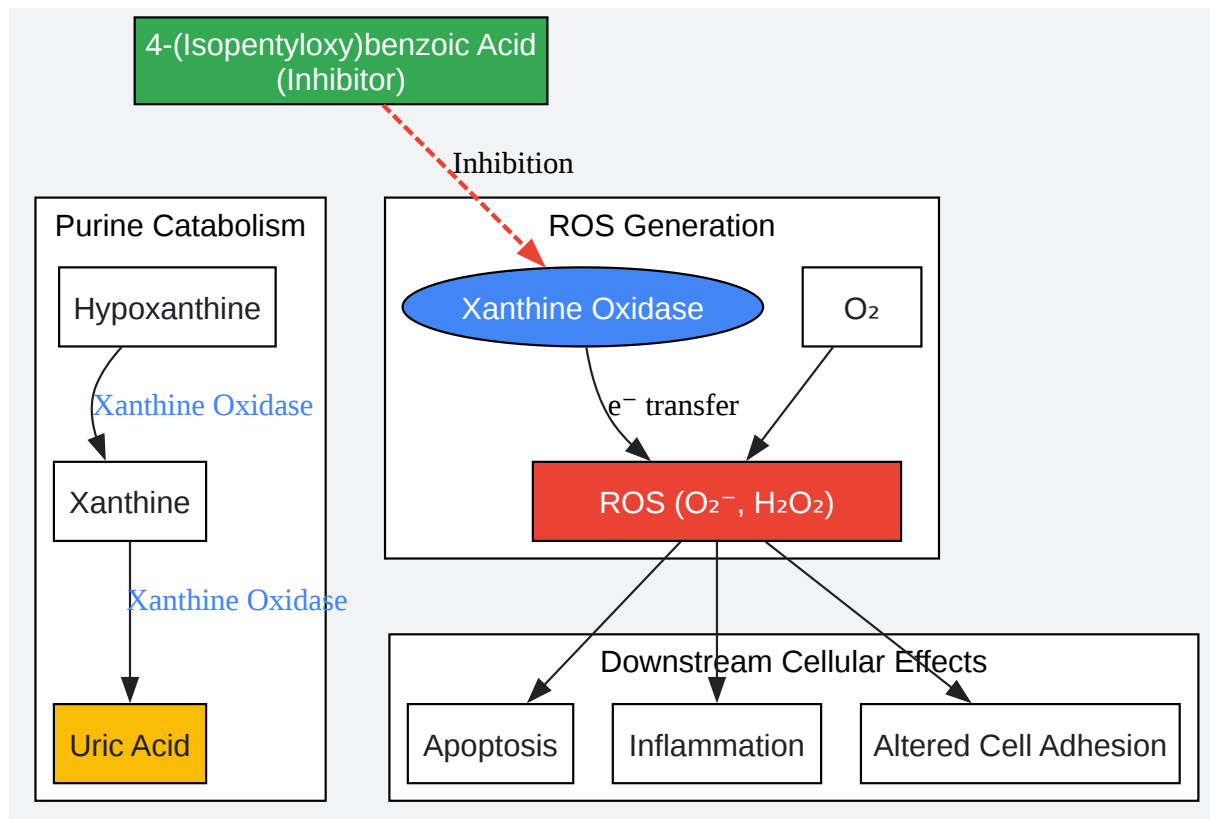 4-(Isopentyloxy)benzoic Acid
(Inhibitor)
Inhibition
Purine Catabolism
Hypoxanthine
Xanthine Oxidase
Xanthine
Xanthine Oxidase
Uric Acid
ROS Generation
Xanthine Oxidase
O₂
e⁻ transfer
ROS (O₂⁻, H₂O₂)
Downstream Cellular Effects
Apoptosis
Inflammation
Altered Cell Adhesion